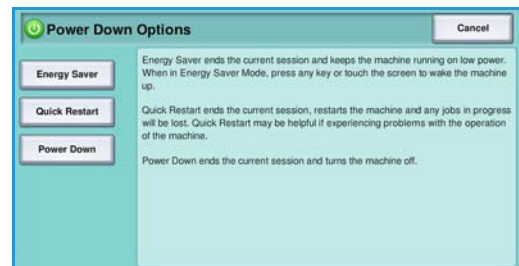 Power Down Options
Cancel
Energy Saver
Quick Restart
Power Down
Energy Saver ends the current session and keeps the machine running on low power.
When in Energy Saver Mode, press any key or touch the screen to wake the machine
up.
Quick Restart ends the current session, restarts the machine and any jobs in progress
will be lost. Quick Restart may be helpful if experiencing problems with the operation
of the machine.
Power Down ends the current session and turns the machine off.